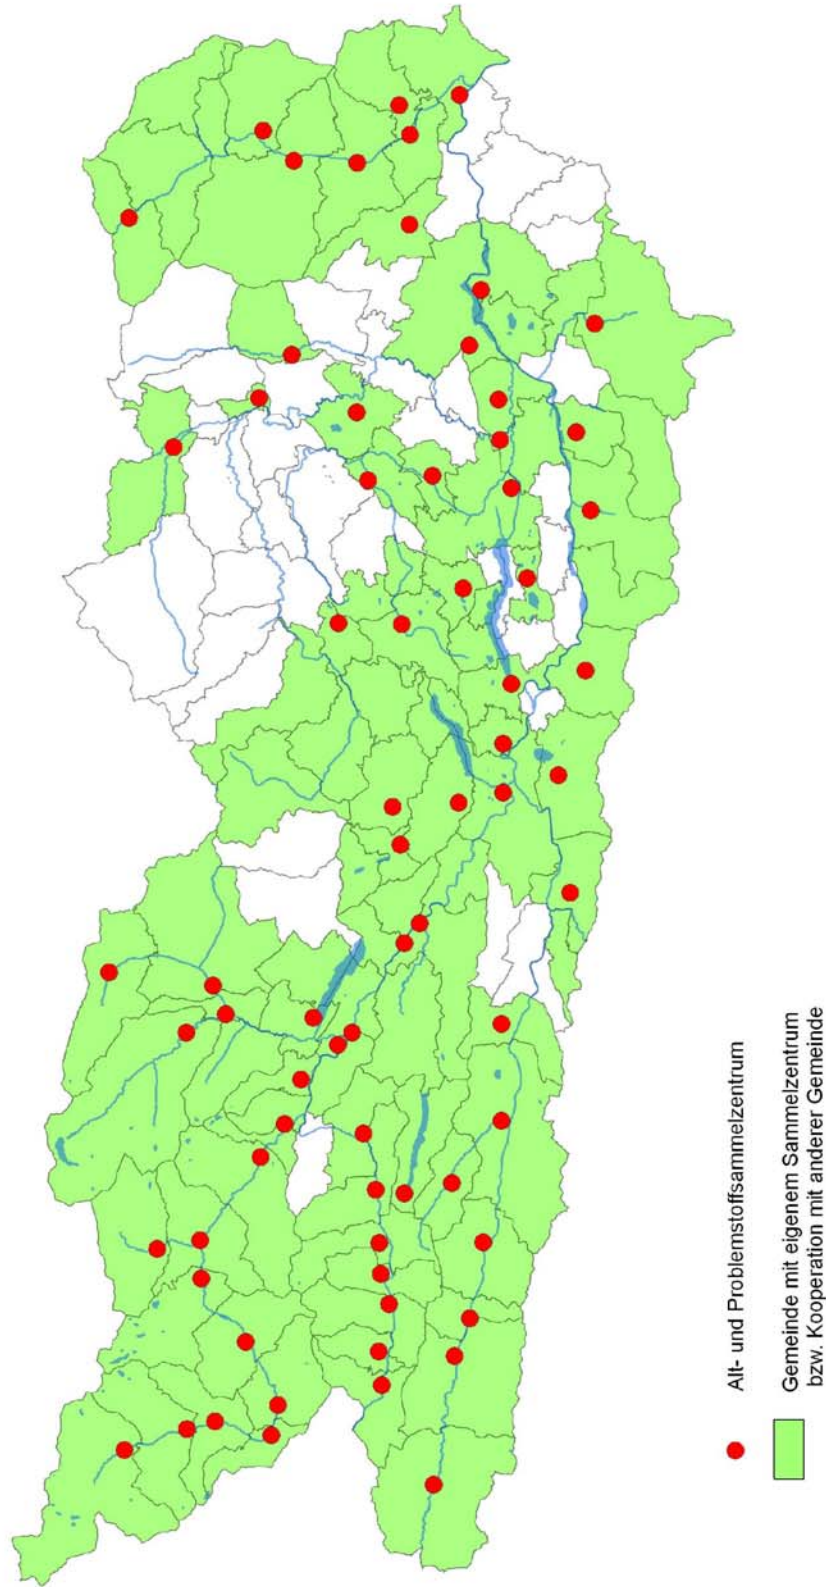 Alt- und Problemstoffsammelzentrum
Gemeinde mit eigenem Sammelzentrum
bzw. Kooperation mit anderer Gemeinde